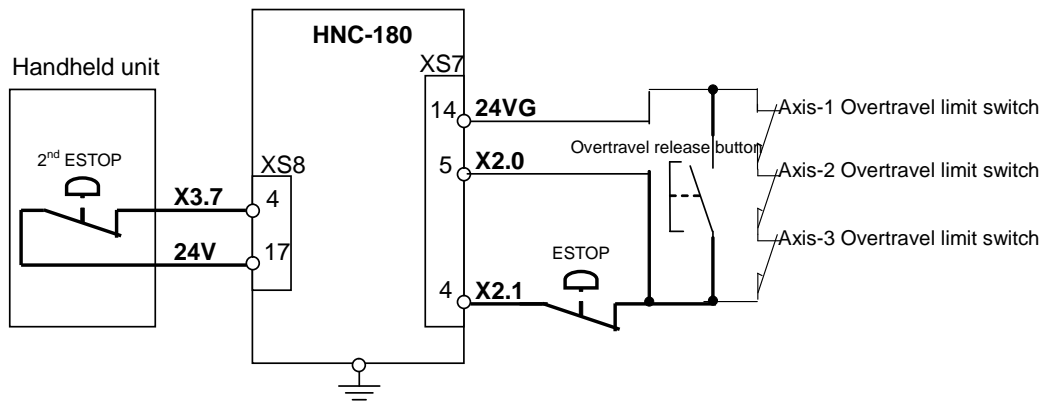 HNC-180
Handheld unit
2nd ESTOP
XS8
X3.7
4
24V
17
XS7
14
24VG
5
X2.0
4
X2.1
ESTOP
Overtravel release button
Axis-1 Overtravel limit switch
Axis-2 Overtravel limit switch
Axis-3 Overtravel limit switch